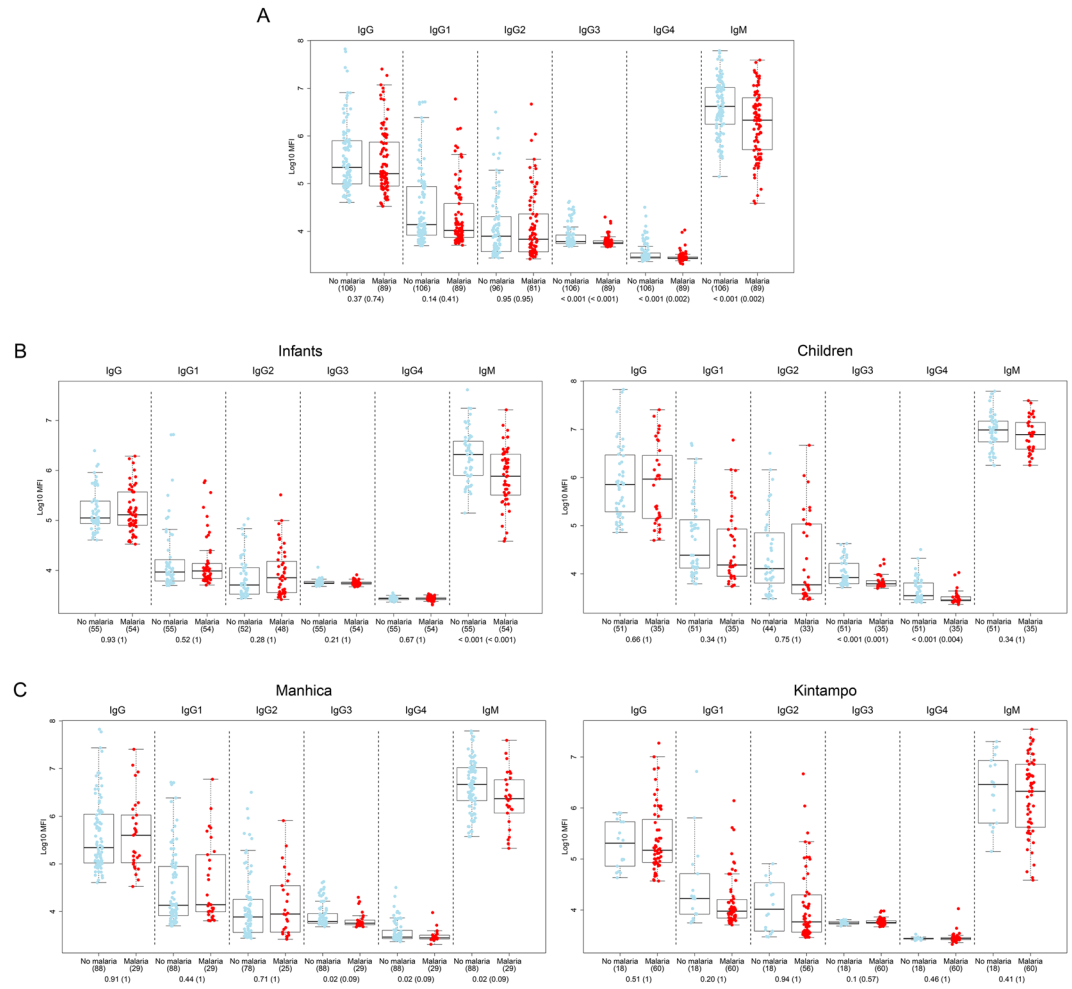 A
IgG IgG1 IgG2 IgG3 IgG4 IgM
Log10 MFI
8
7
6
5
4
No malaria Malaria No malaria Malaria No malaria Malaria No malaria Malaria No malaria Malaria No malaria Malaria
(106) (89) (106) (89) (96) (81) (106) (89) (106) (89) (106) (89)
0.37 (0.74) 0.14 (0.41) 0.95 (0.95) < 0.001 (< 0.001) < 0.001 (0.002) < 0.001 (0.002)
B
Infants
IgG IgG1 IgG2 IgG3 IgG4 IgM
Log10 MFI
8
7
6
5
4
No malaria Malaria No malaria Malaria No malaria Malaria No malaria Malaria No malaria Malaria No malaria Malaria
(55) (54) (55) (54) (52) (48) (55) (54) (55) (54) (55) (54)
0.93 (1) 0.52 (1) 0.28 (1) 0.21 (1) 0.67 (1) < 0.001 (< 0.001)
Children
IgG IgG1 IgG2 IgG3 IgG4 IgM
Log10 MFI
8
7
6
5
4
No malaria Malaria No malaria Malaria No malaria Malaria No malaria Malaria No malaria Malaria No malaria Malaria
(51) (35) (51) (35) (44) (33) (51) (35) (51) (35) (51) (35)
0.66 (1) 0.34 (1) 0.75 (1) < 0.001 (0.001) < 0.001 (0.004) 0.34 (1)
C
Manhica
IgG IgG1 IgG2 IgG3 IgG4 IgM
Log10 MFI
8
7
6
5
4
No malaria Malaria No malaria Malaria No malaria Malaria No malaria Malaria No malaria Malaria No malaria Malaria
(88) (29) (88) (29) (78) (25) (88) (29) (88) (29) (88) (29)
0.91 (1) 0.44 (1) 0.71 (1) 0.02 (0.09) 0.02 (0.09) 0.02 (0.09)
Kintampo
IgG IgG1 IgG2 IgG3 IgG4 IgM
Log10 MFI
7
6
5
4
No malaria Malaria No malaria Malaria No malaria Malaria No malaria Malaria No malaria Malaria No malaria Malaria
(18) (60) (18) (60) (18) (56) (18) (60) (18) (60) (18) (60)
0.51 (1) 0.20 (1) 0.94 (1) 0.1 (0.57) 0.46 (1) 0.41 (1)